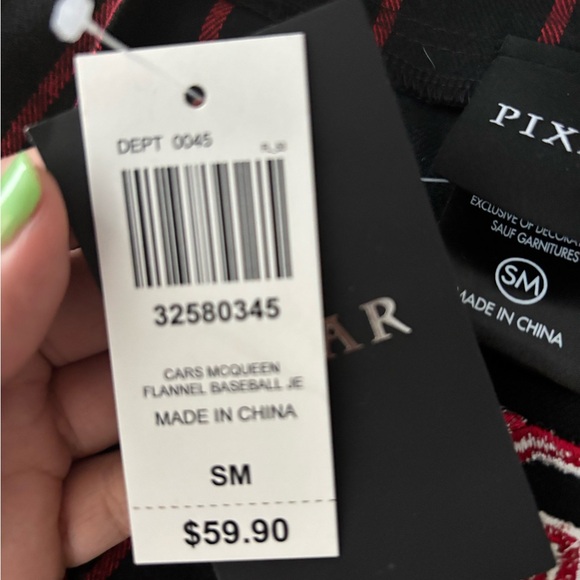 DEPT 0045
32580345
CARS MCQUEEN
FLANNEL BASEBALL JE
MADE IN CHINA
SM
$59.90
AR
PIX
EXCLUSIVE OF DECORA
SAUF GARNITURES
SM
MADE IN CHINA